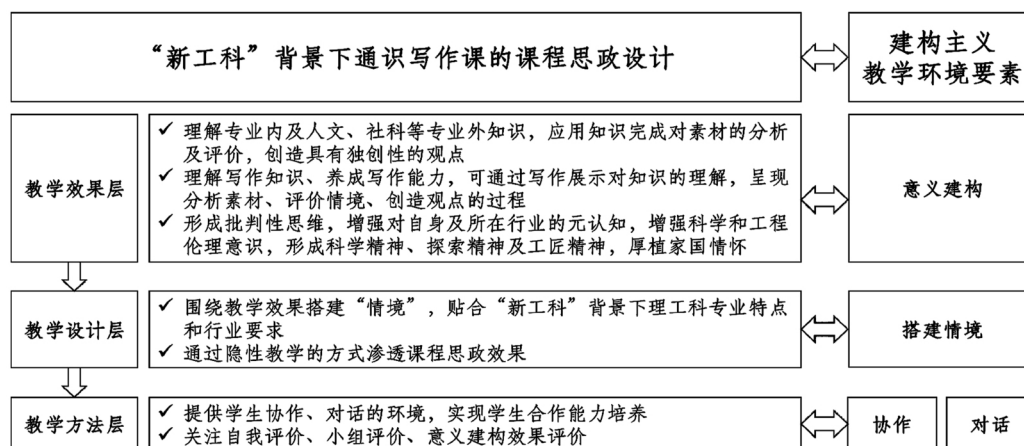 “新工科”背景下通识写作课的课程思政设计
建构主义
教学环境要素
教学效果层
✓ 理解专业内及人文、社科等专业外知识，应用知识完成对素材的分析
及评价，创造具有独创性的观点
✓ 理解写作知识、养成写作能力，可通过写作展示对知识的理解，呈现
分析素材、评价情境、创造观点的过程
✓ 形成批判性思维，增强对自身及所在行业的元认知，增强科学和工程
伦理意识，形成科学精神、探索精神及工匠精神，厚植家国情怀
意义建构
教学设计层
✓ 围绕教学效果搭建“情境”，贴合“新工科”背景下理工科专业特点
和行业要求
✓ 通过隐性教学的方式渗透课程思政效果
搭建情境
教学方法层
✓ 提供学生协作、对话的环境，实现学生合作能力培养
✓ 关注自我评价、小组评价、意义建构效果评价
协作
对话